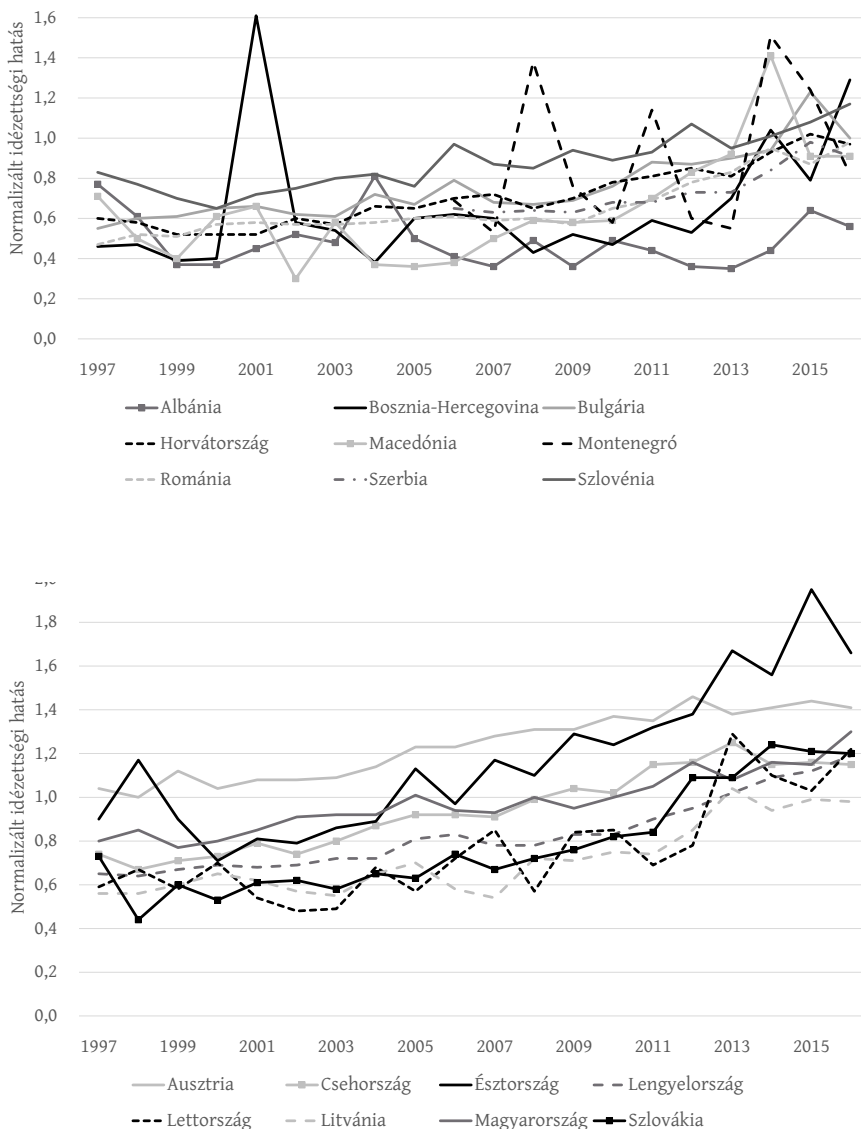 Normalizált idézettségi hatás
1,6
1,4
1,2
1,0
0,8
0,6
0,4
0,2
0,0
1997 1999 2001 2003 2005 2007 2009 2011 2013 2015
Albánia Bosznia-Hercegovina Bulgária
Horvátország Macedónia Montenegró
Románia Szerbia Szlovénia
Normalizált idézettségi hatás
1,8
1,6
1,4
1,2
1,0
0,8
0,6
0,4
0,2
0,0
1997 1999 2001 2003 2005 2007 2009 2011 2013 2015
Ausztria Csehország Észtország Lengyelország
Lettország Litvánia Magyarország Szlovákia